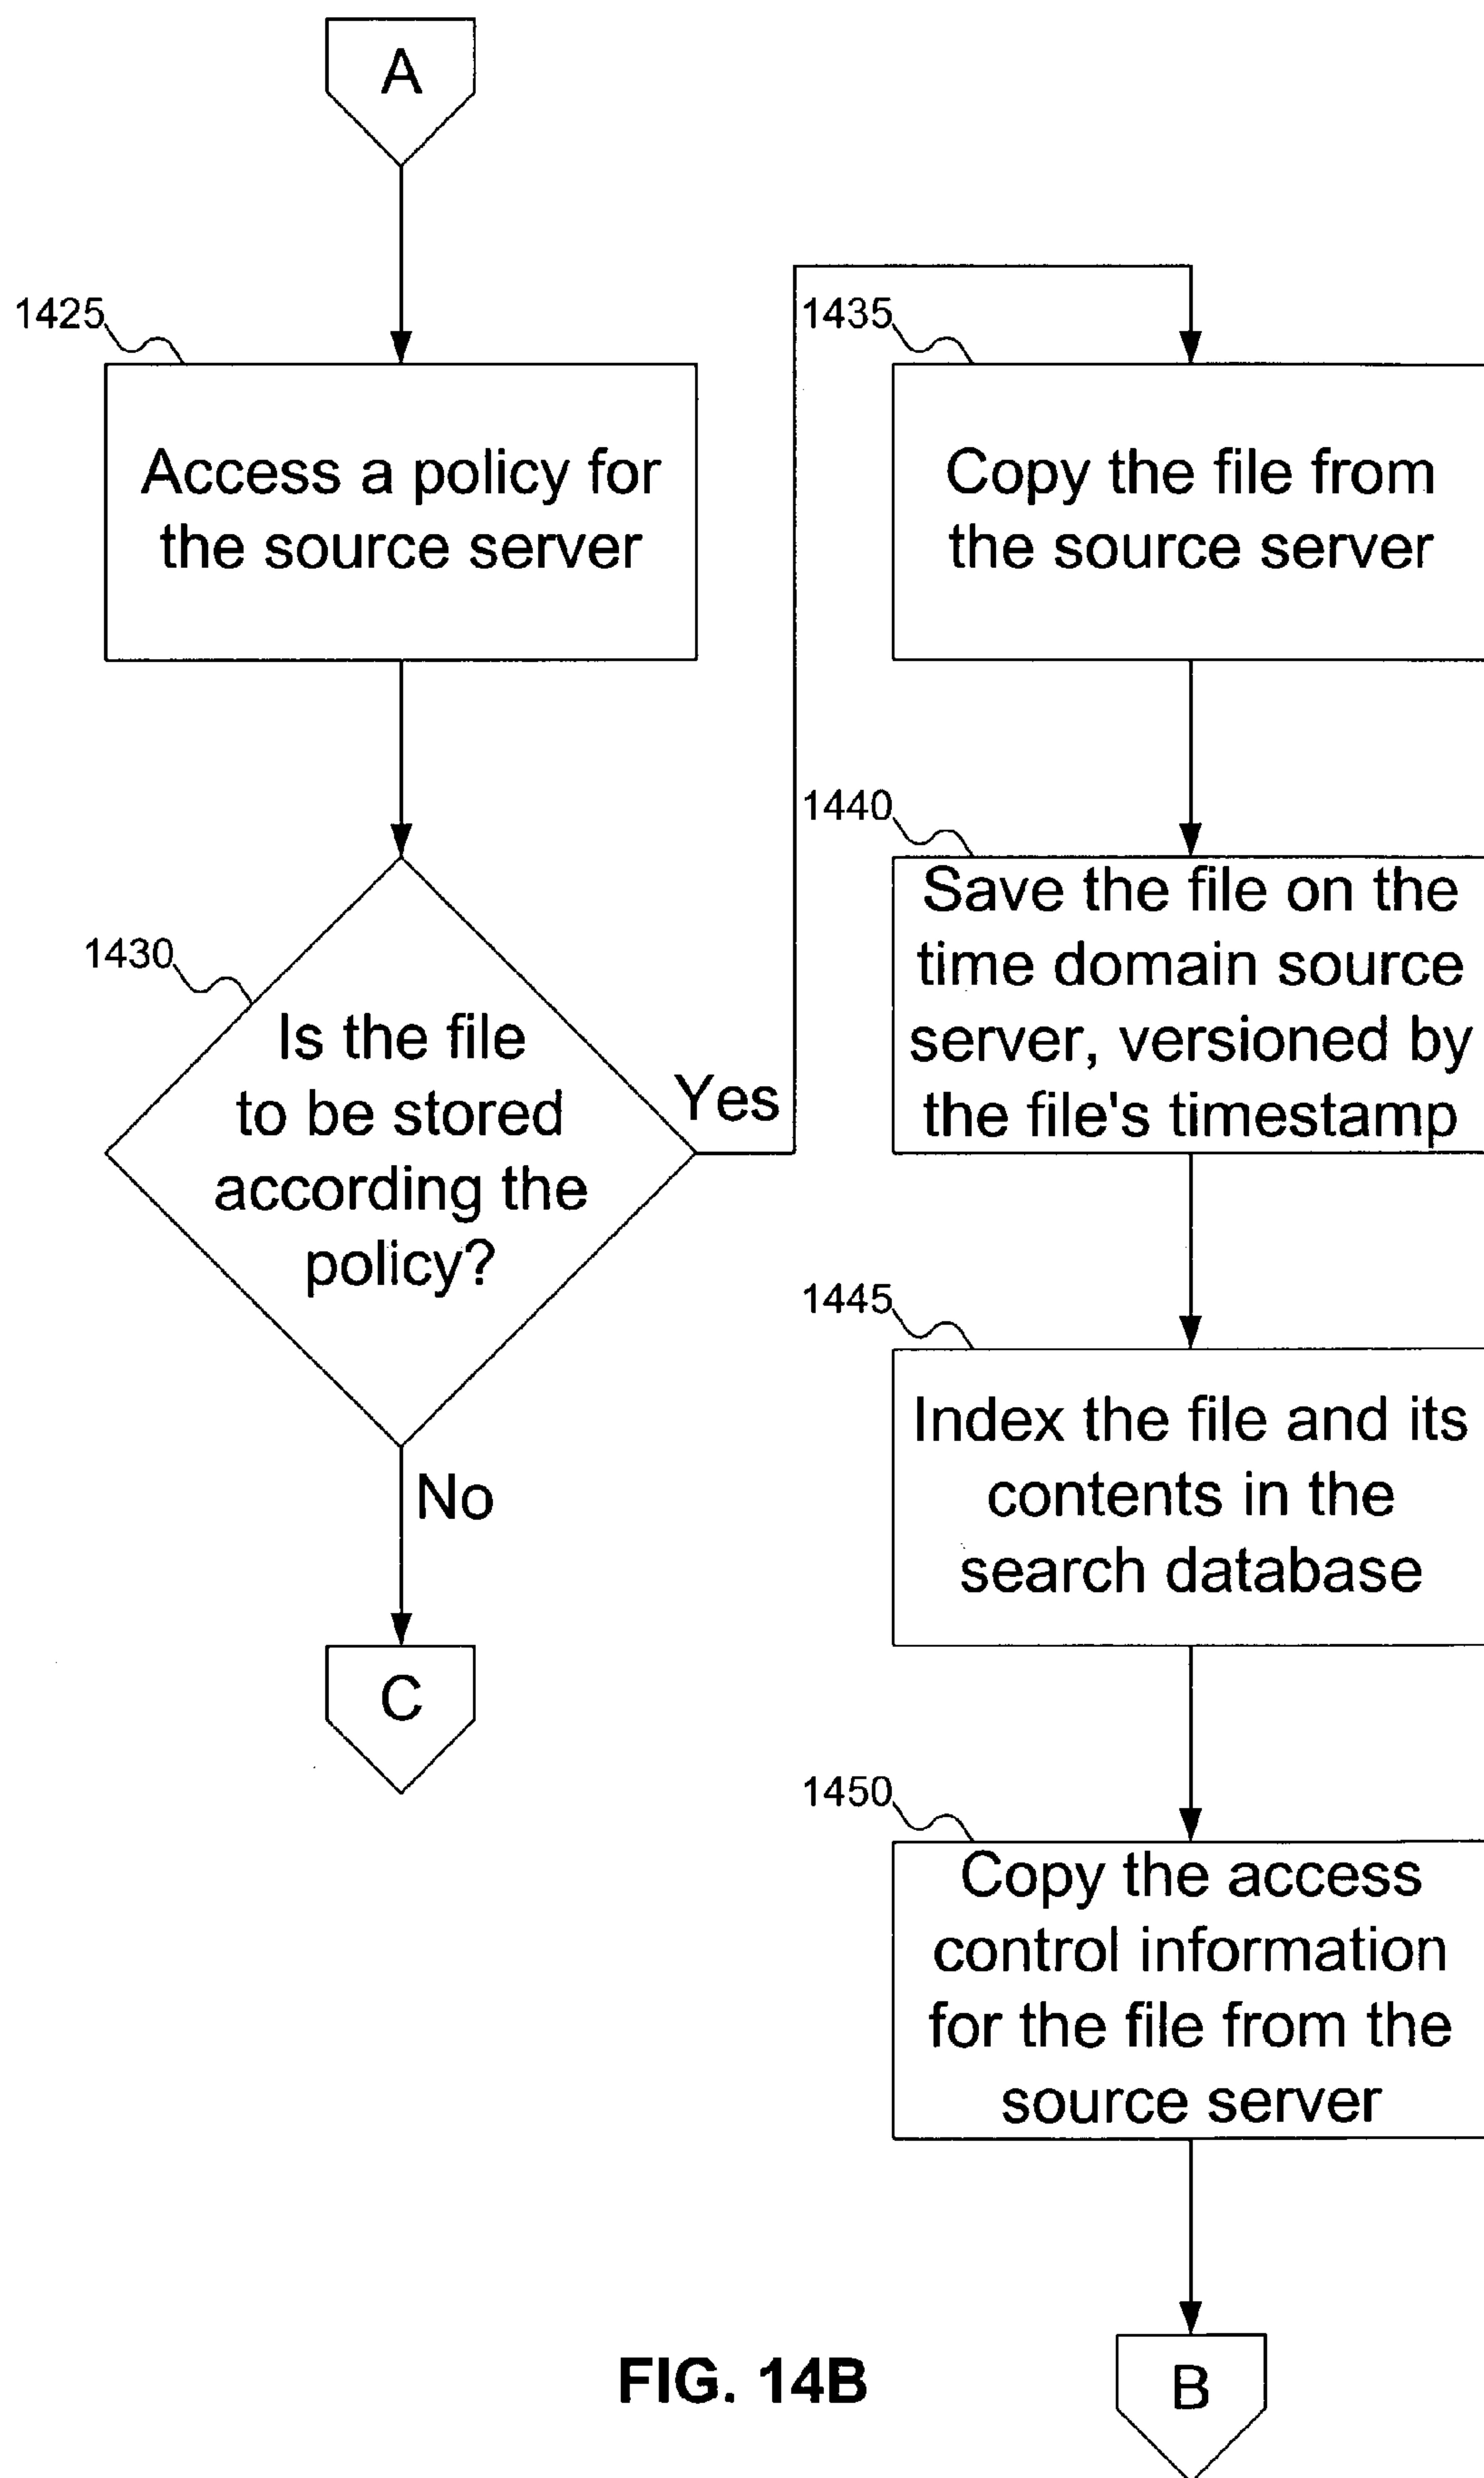 A
1425
Access a policy for
the source server
1430
Is the file
to be stored
according the
policy?
Yes
No
C
1435
Copy the file from
the source server
1440
Save the file on the
time domain source
server, versioned by
the file's timestamp
1445
Index the file and its
contents in the
search database
1450
Copy the access
control information
for the file from the
source server
B
FIG. 14B